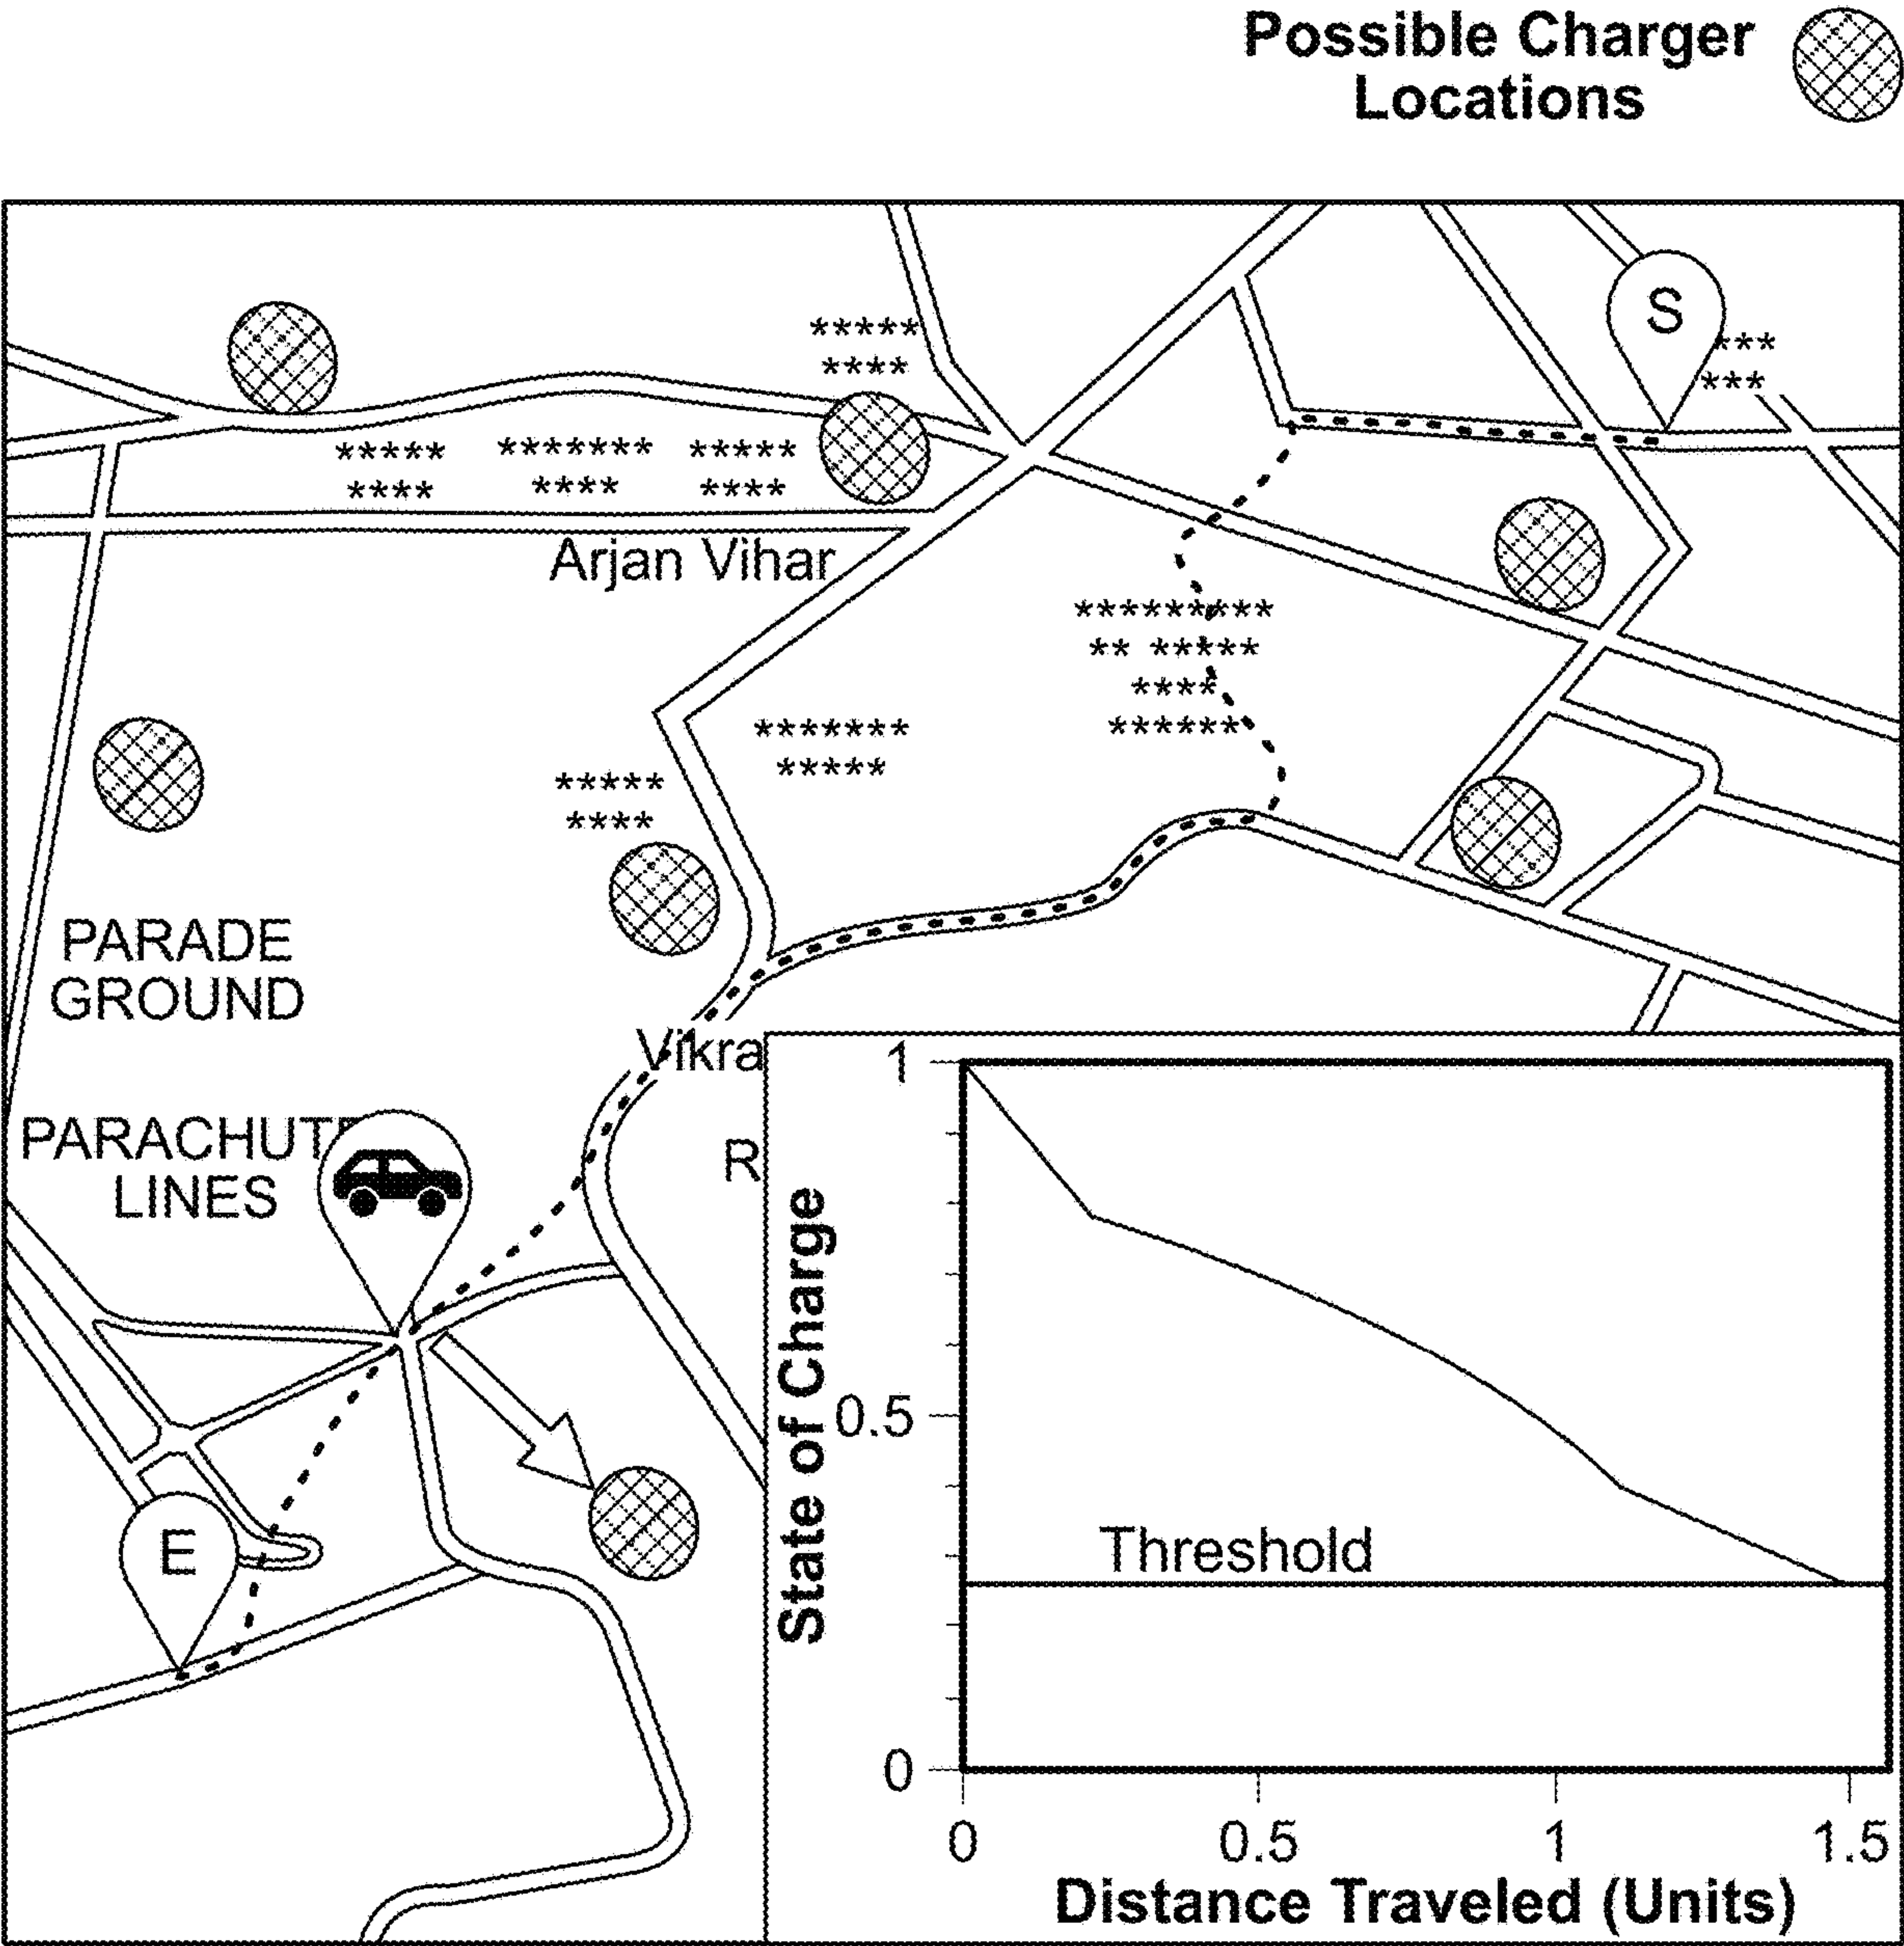 Possible Charger
Locations
S
*****
****
***
***
***** ******* *****
**** **** ****
Arjan Vihar
*********
** *****
****
******
*******
*****
*****
****
PARADE
GROUND
Vikra
PARACHUTE
LINES
R
E
State of Charge
1
0.5
0
Threshold
0 0.5 1 1.5
Distance Traveled (Units)